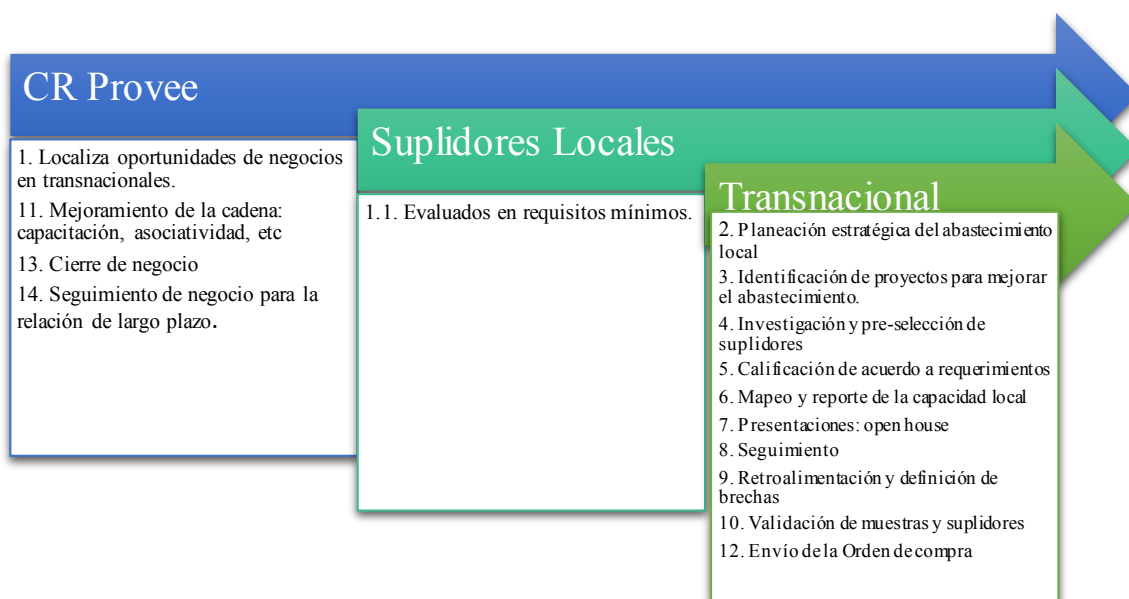 CR Provee
1. Localiza oportunidades de negocios
en transnacionales.
11. Mejoramiento de la cadena:
capacitación, asociatividad, etc
13. Cierre de negocio
14. Seguimiento de negocio para la
relación de largo plazo.
Suplidores Locales
1.1. Evaluados en requisitos mínimos.
Transnacional
2. Planeación estratégica del abastecimiento
local
3. Identificación de proyectos para mejorar
el abastecimiento.
4. Investigación y pre-selección de
suplidores
5. Calificación de acuerdo a requerimientos
6. Mapeo y reporte de la capacidad local
7. Presentaciones: open house
8. Seguimiento
9. Retroalimentación y definición de
brechas
10. Validación de muestras y suplidores
12. Envío de la Orden de compra